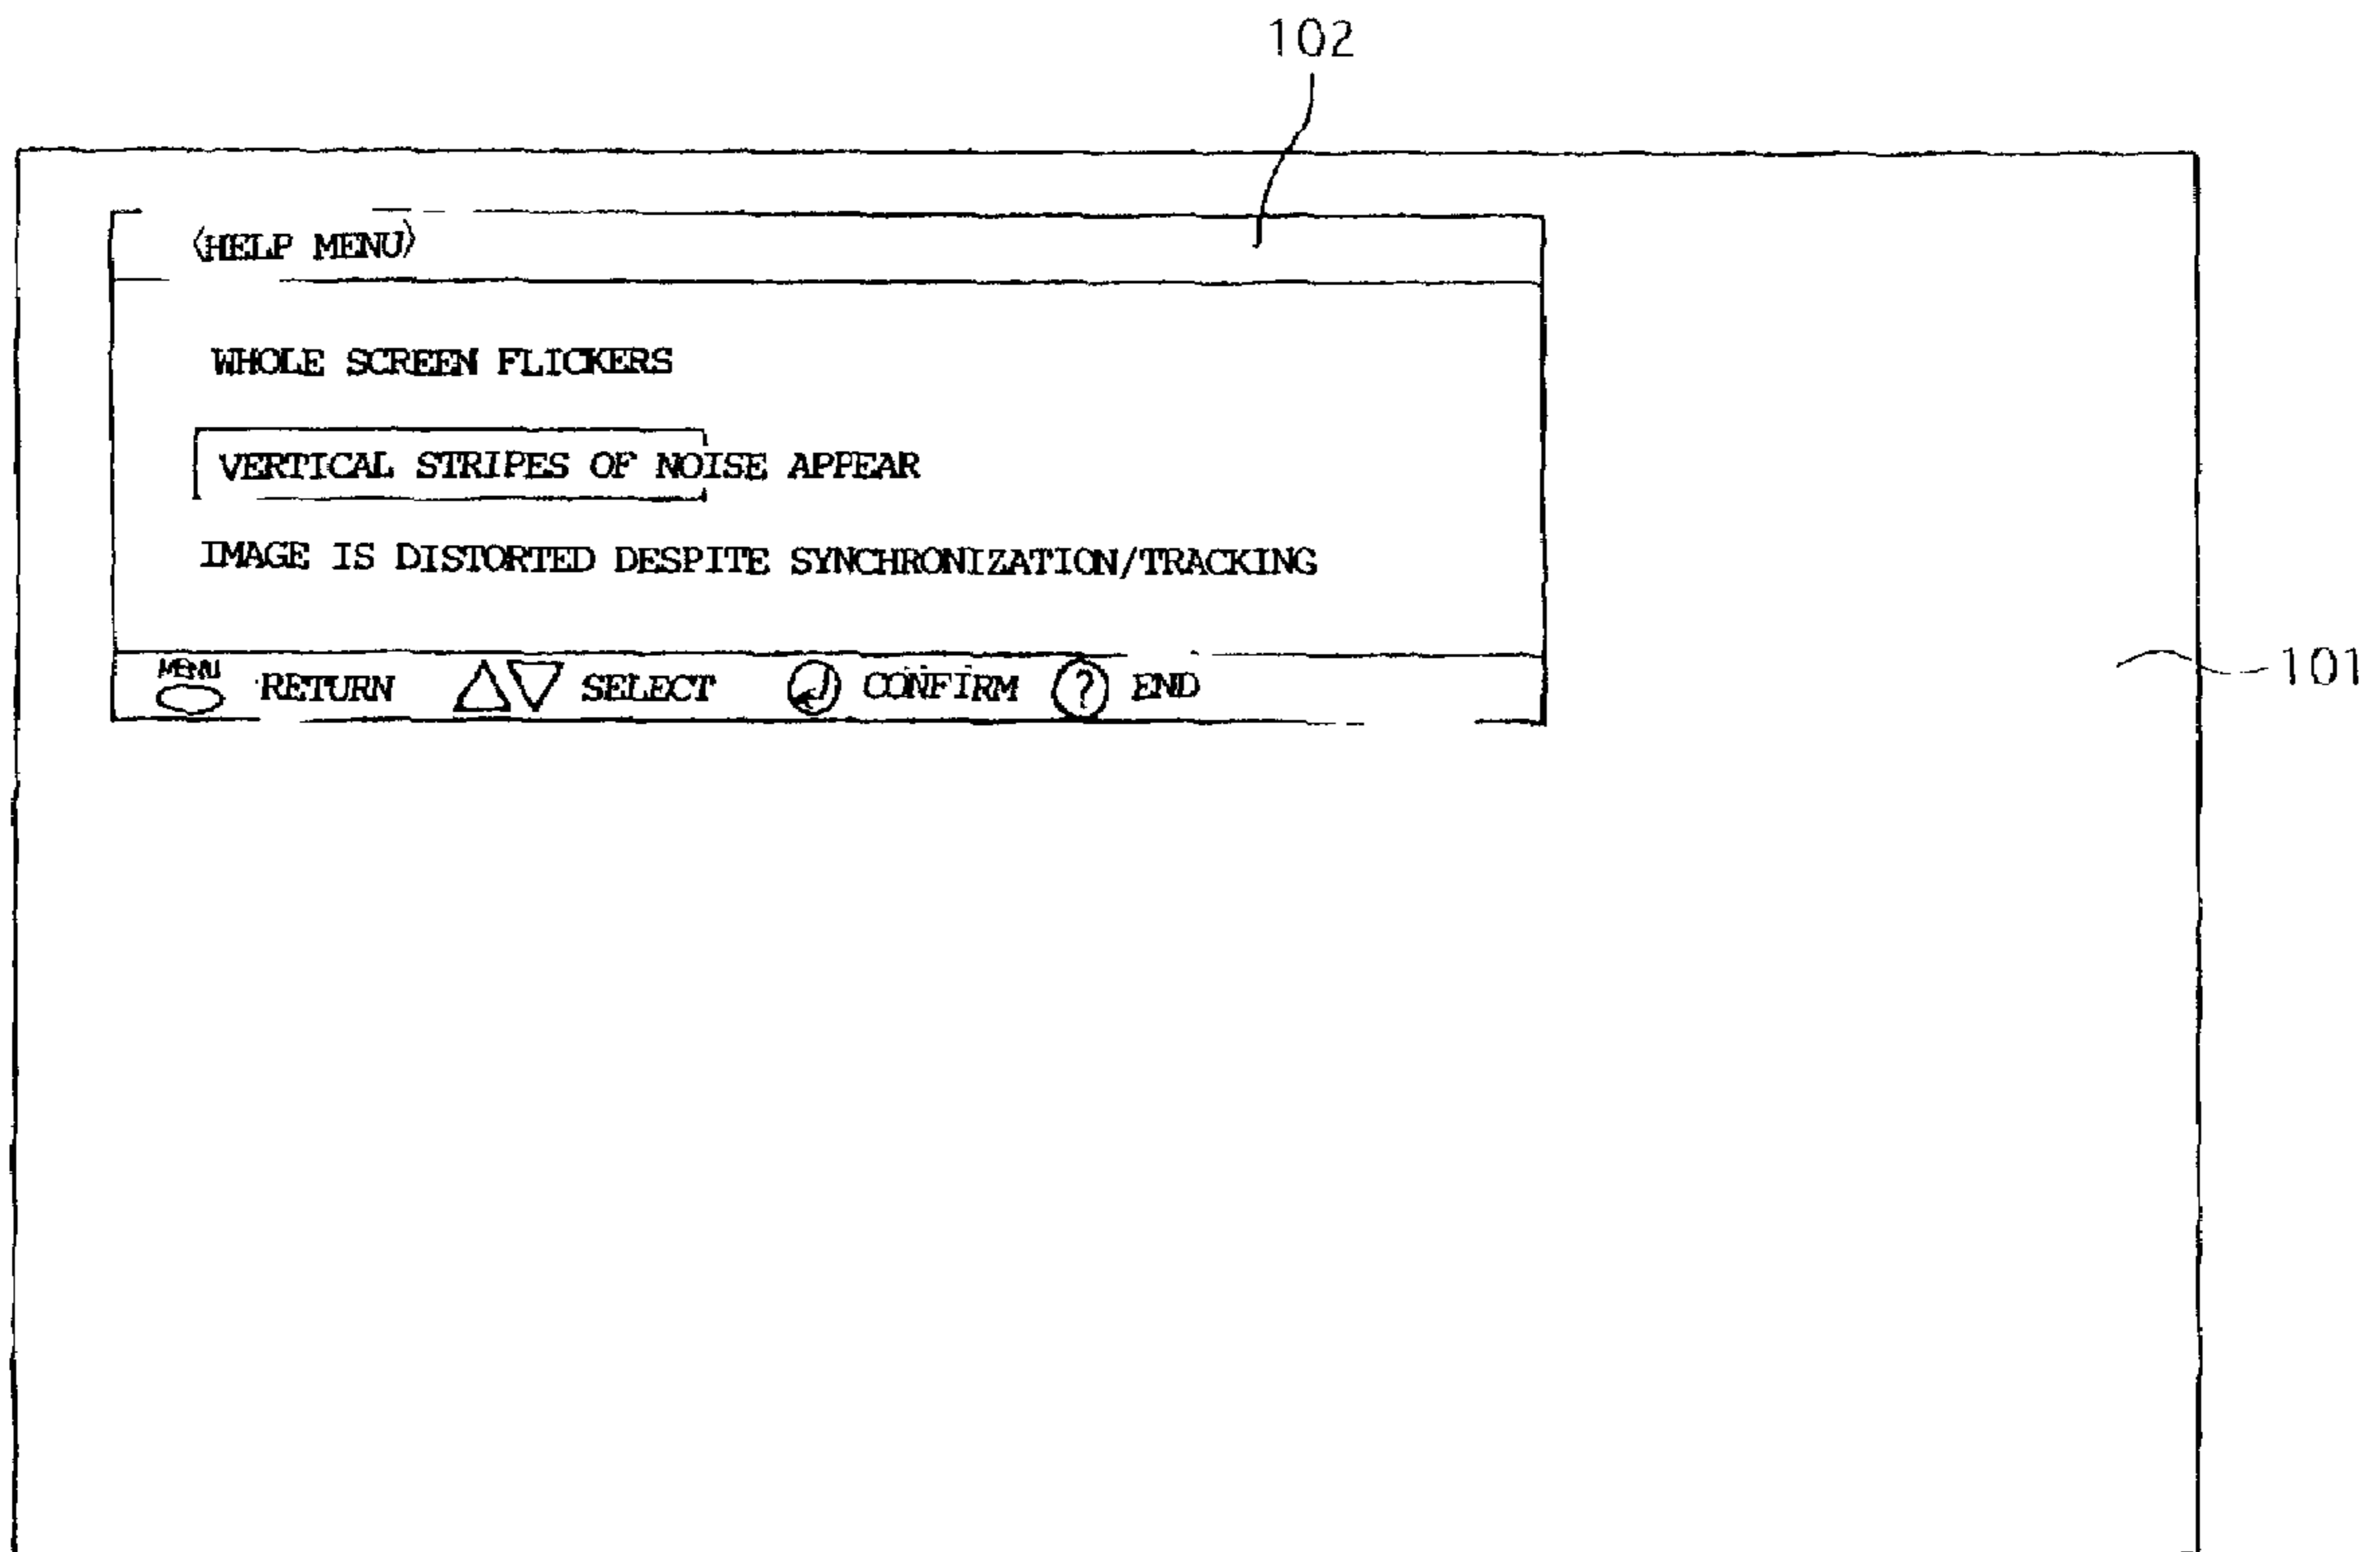 102
〈HELP MENU〉
WHOLE SCREEN FLICKERS
VERTICAL STRIPES OF NOISE APPEAR
IMAGE IS DISTORTED DESPITE SYNCHRONIZATION/TRACKING
MENU
RETURN △▽ SELECT CONFIRM ? END
101